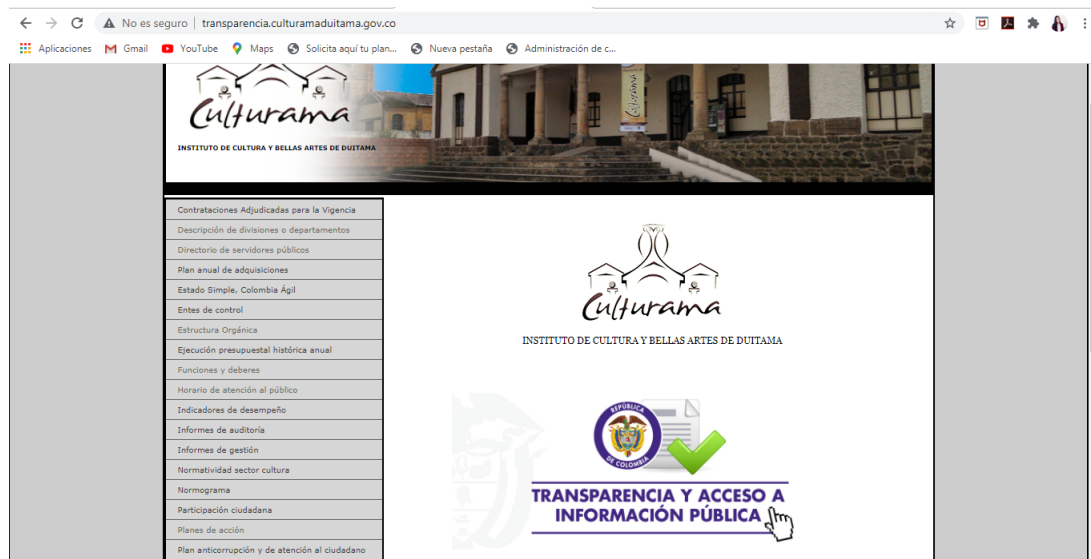 No es seguro | transparencia.culturamaduitama.gov.co
Aplicaciones Gmail YouTube Maps Solicita aquí tu plan... Nueva pestaña Administración de c...
Culturama
INSTITUTO DE CULTURA Y BELLAS ARTES DE DUITAMA
Culturama
Contrataciones Adjudicadas para la Vigencia
Descripción de divisiones o departamentos
Directorio de servidores públicos
Plan anual de adquisiciones
Estado Simple, Colombia Ágil
Entes de control
Estructura Orgánica
Ejecución presupuestal histórica anual
Funciones y deberes
Horario de atención al público
Indicadores de desempeño
Informes de auditoría
Informes de gestión
Normatividad sector cultura
Normograma
Participación ciudadana
Planes de acción
Plan anticorrupción y de atención al ciudadano
Culturama
INSTITUTO DE CULTURA Y BELLAS ARTES DE DUITAMA
REPÚBLICA
DE COLOMBIA
TRANSPARENCIA Y ACCESO A
INFORMACIÓN PÚBLICA